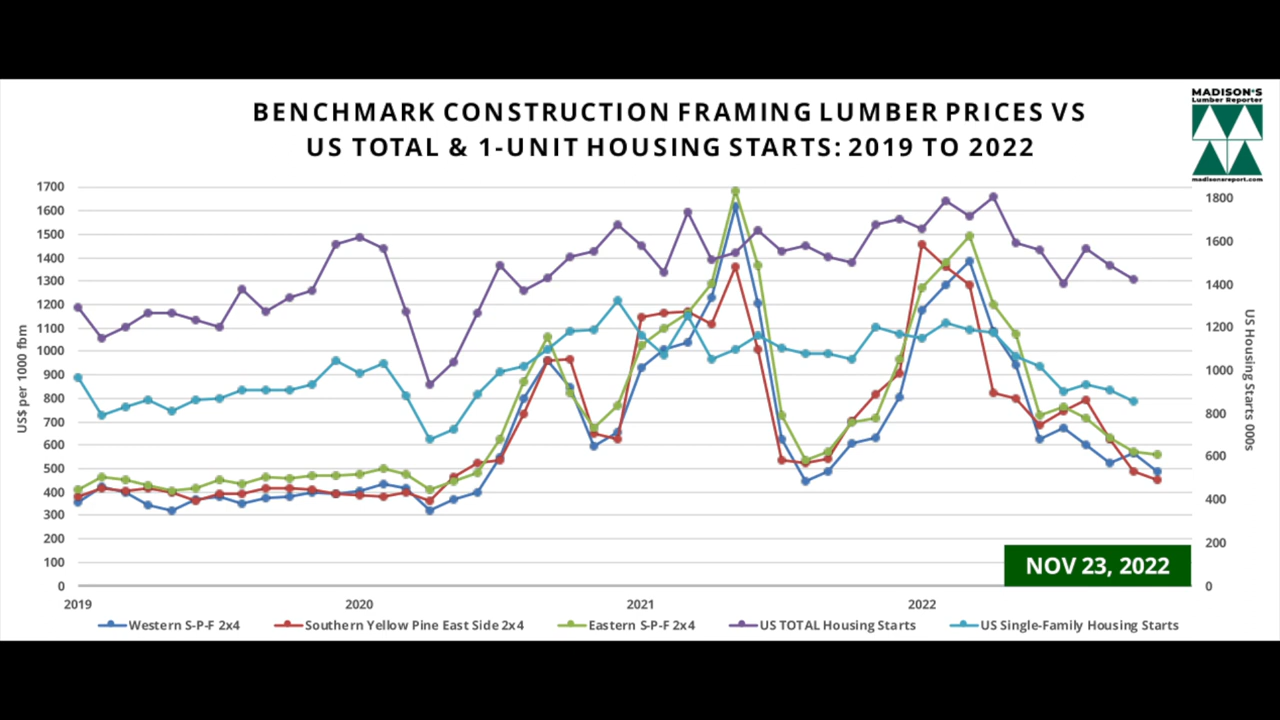 BENCHMARK CONSTRUCTION FRAMING LUMBER PRICES VS
US TOTAL & 1-UNIT HOUSING STARTS: 2019 TO 2022
MADISON'S
Lumber Reporter
madisonsreport.com
1700
1600
1500
1400
1300
1200
1100
1000
900
800
700
600
500
400
300
200
100
0
US$ per 1000 fbm
1800
1600
1400
1200
1000
800
600
400
200
0
US Housing Starts 000s
NOV 23, 2022
2019 2020 2021 2022
Western S-P-F 2x4 Southern Yellow Pine East Side 2x4 Eastern S-P-F 2x4 US TOTAL Housing Starts US Single-Family Housing Starts